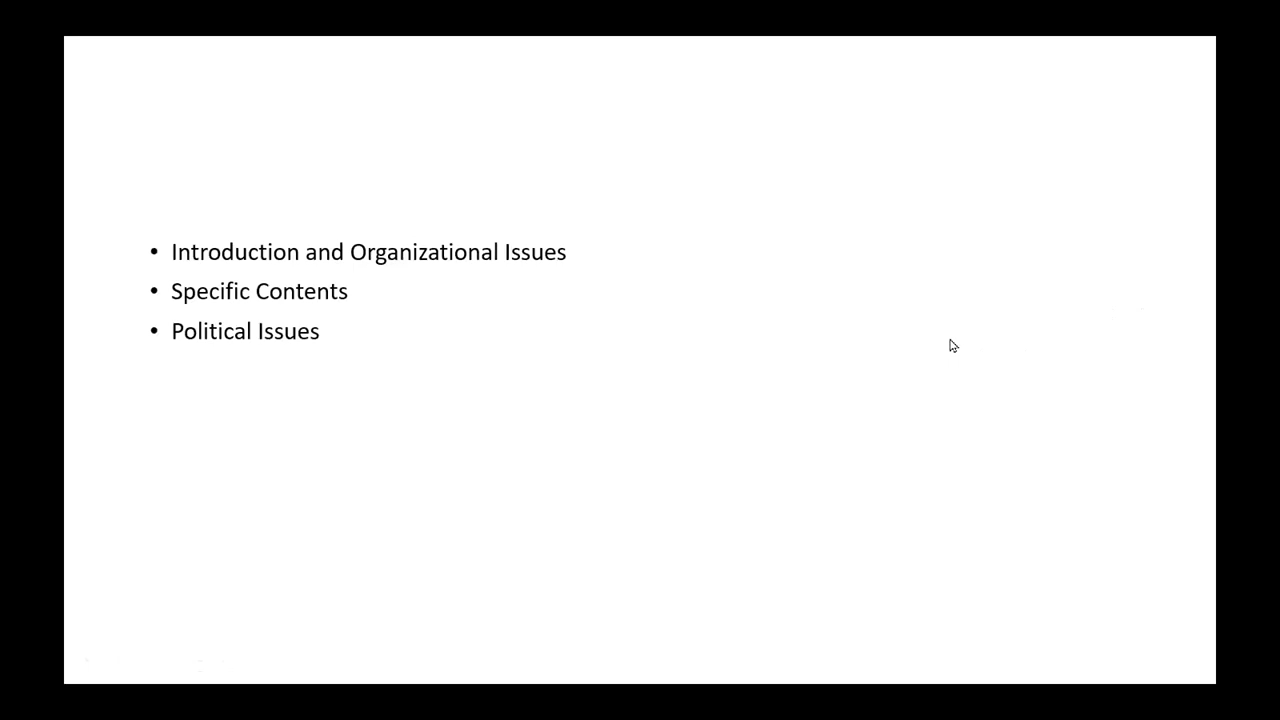 • Introduction and Organizational Issues
• Specific Contents
• Political Issues